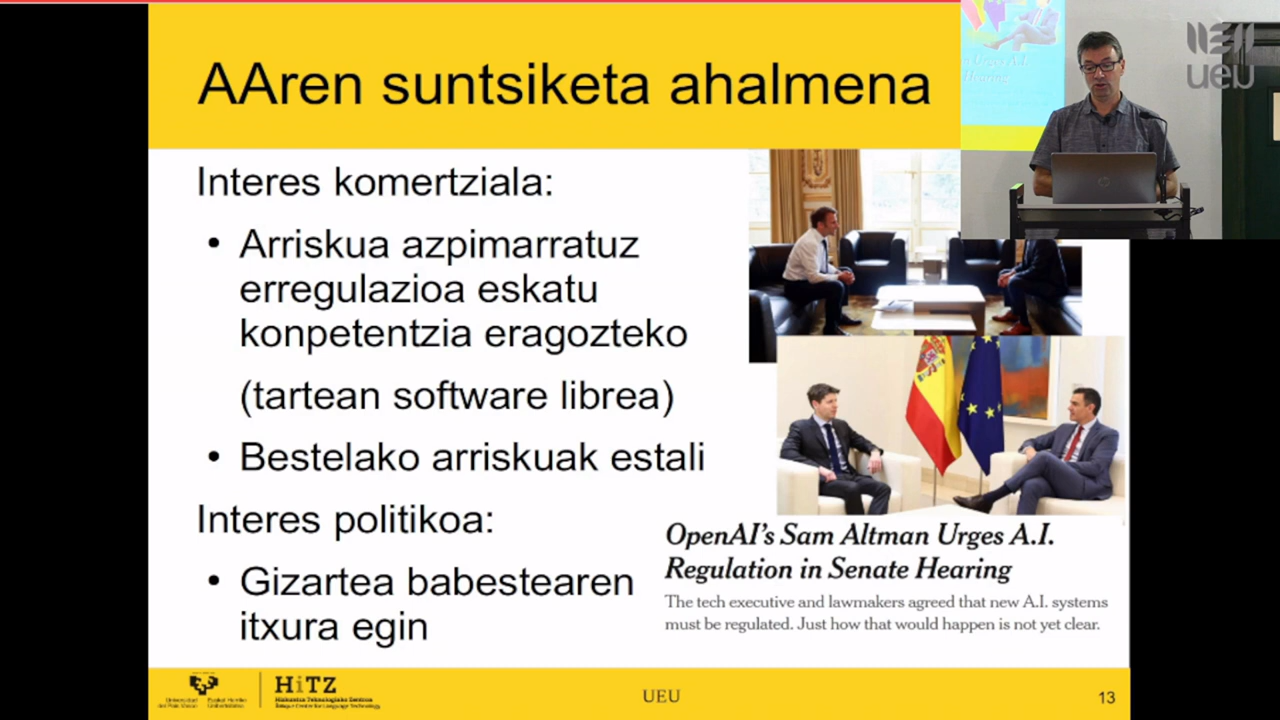 AAren suntsiketa ahalmena
Interes komertziala:
• Arriskua azpimarratuz
erregulazioa eskatu
konpetentzia eragozteko
(tartean software librea)
• Bestelako arriskuak estali
Interes politikoa:
• Gizartea babestearen
itxura egin
OpenAI's Sam Altman Urges A.I.
Regulation in Senate Hearing
The tech executive and lawmakers agreed that new A.I. systems
must be regulated. Just how that would happen is not yet clear.
ueu
HiTZ
UEU
13